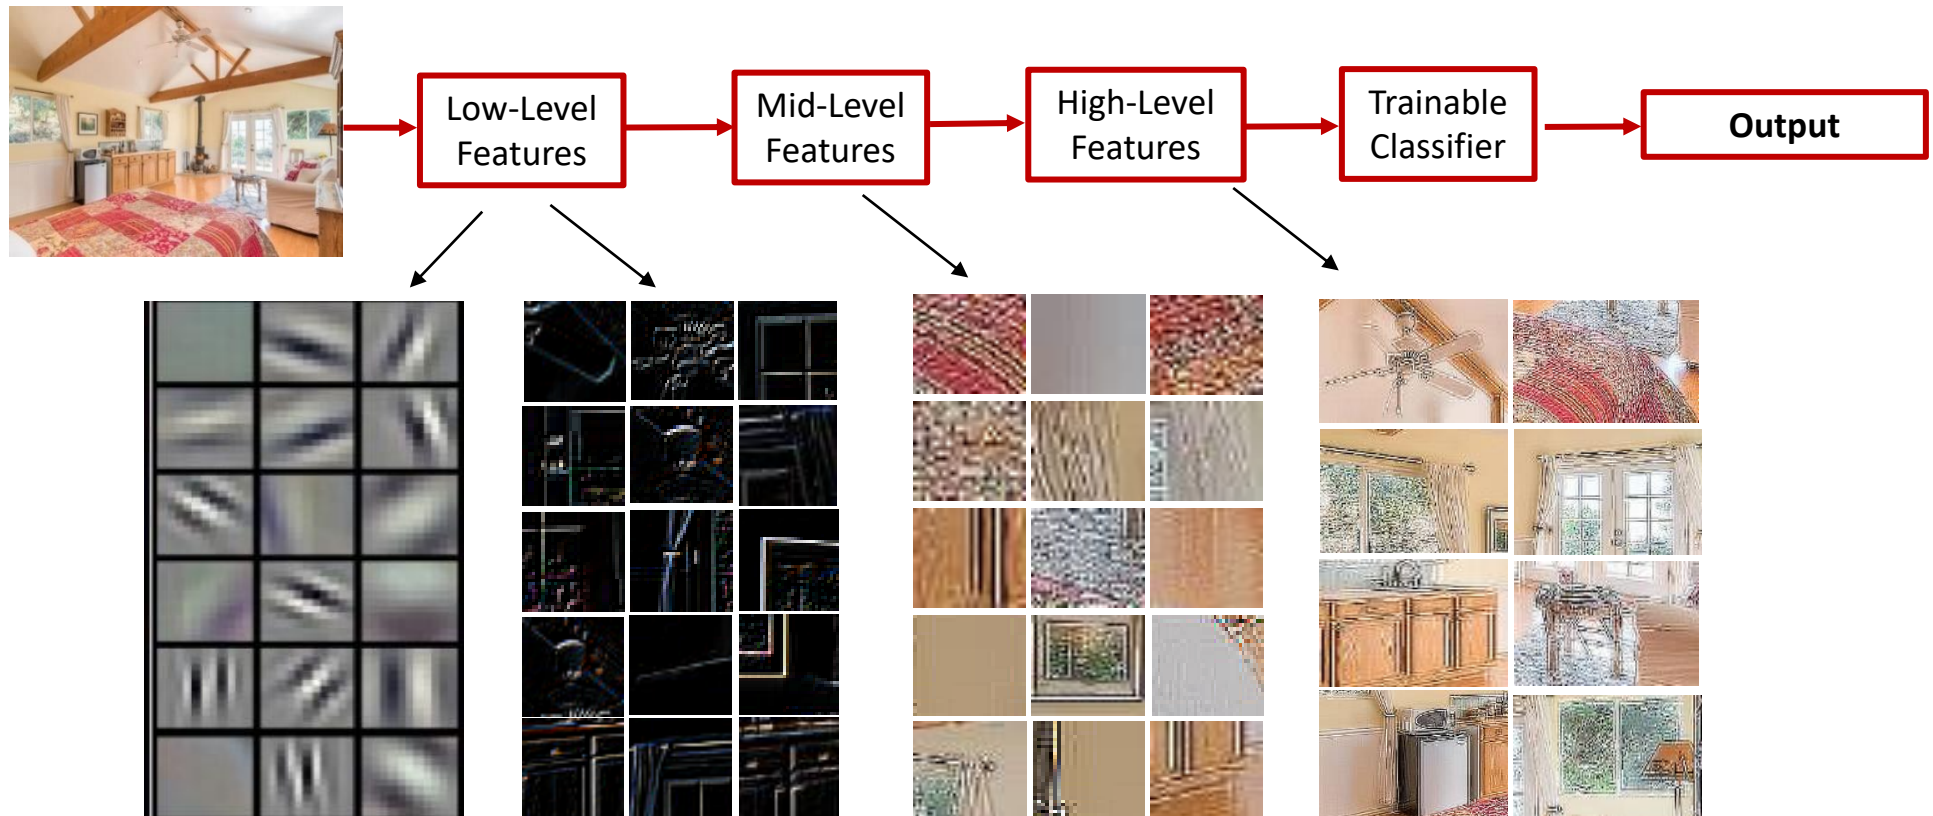 Low-Level
Features
Mid-Level
Features
High-Level
Features
Trainable
Classifier
Output